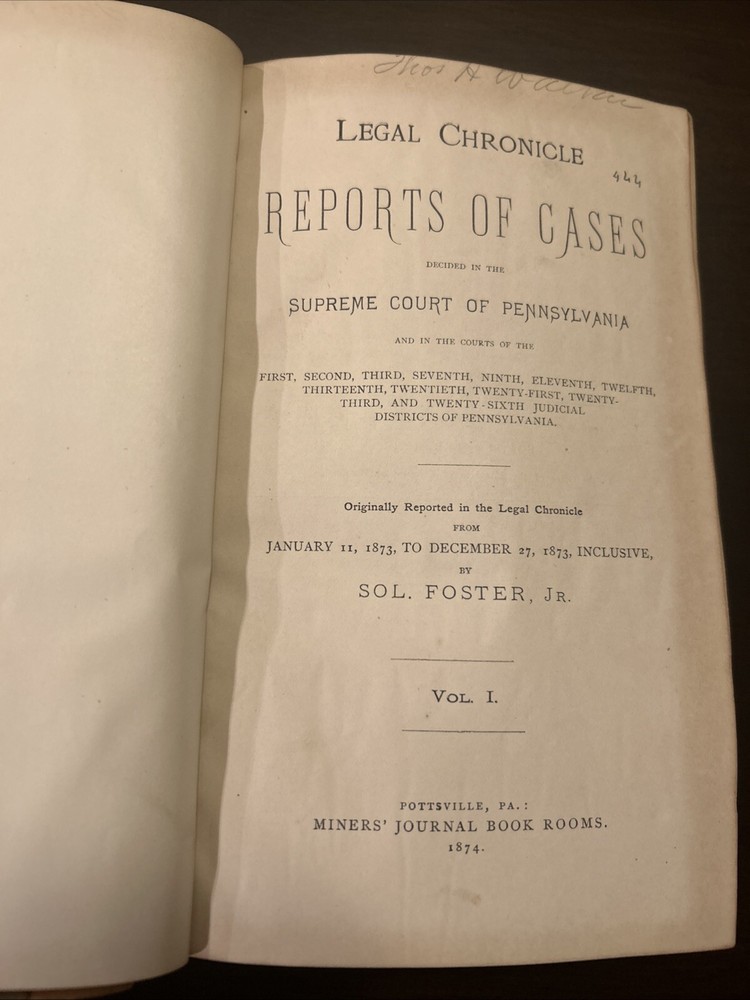 Thos H Walker
LEGAL CHRONICLE
444
REPORTS OF CASES
DECIDED IN THE
SUPREME COURT OF PENNSYLVANIA
AND IN THE COURTS OF THE
FIRST, SECOND, THIRD, SEVENTH, NINTH, ELEVENTH, TWELFTH,
THIRTEENTH, TWENTIETH, TWENTY-FIRST, TWENTY-
THIRD, AND TWENTY-SIXTH JUDICIAL
DISTRICTS OF PENNSYLVANIA.
Originally Reported in the Legal Chronicle
FROM
JANUARY 11, 1873, TO DECEMBER 27, 1873, INCLUSIVE,
BY
SOL. FOSTER, JR.
VOL. I.
POTTSVILLE, PA.:
MINERS' JOURNAL BOOK ROOMS.
1874.